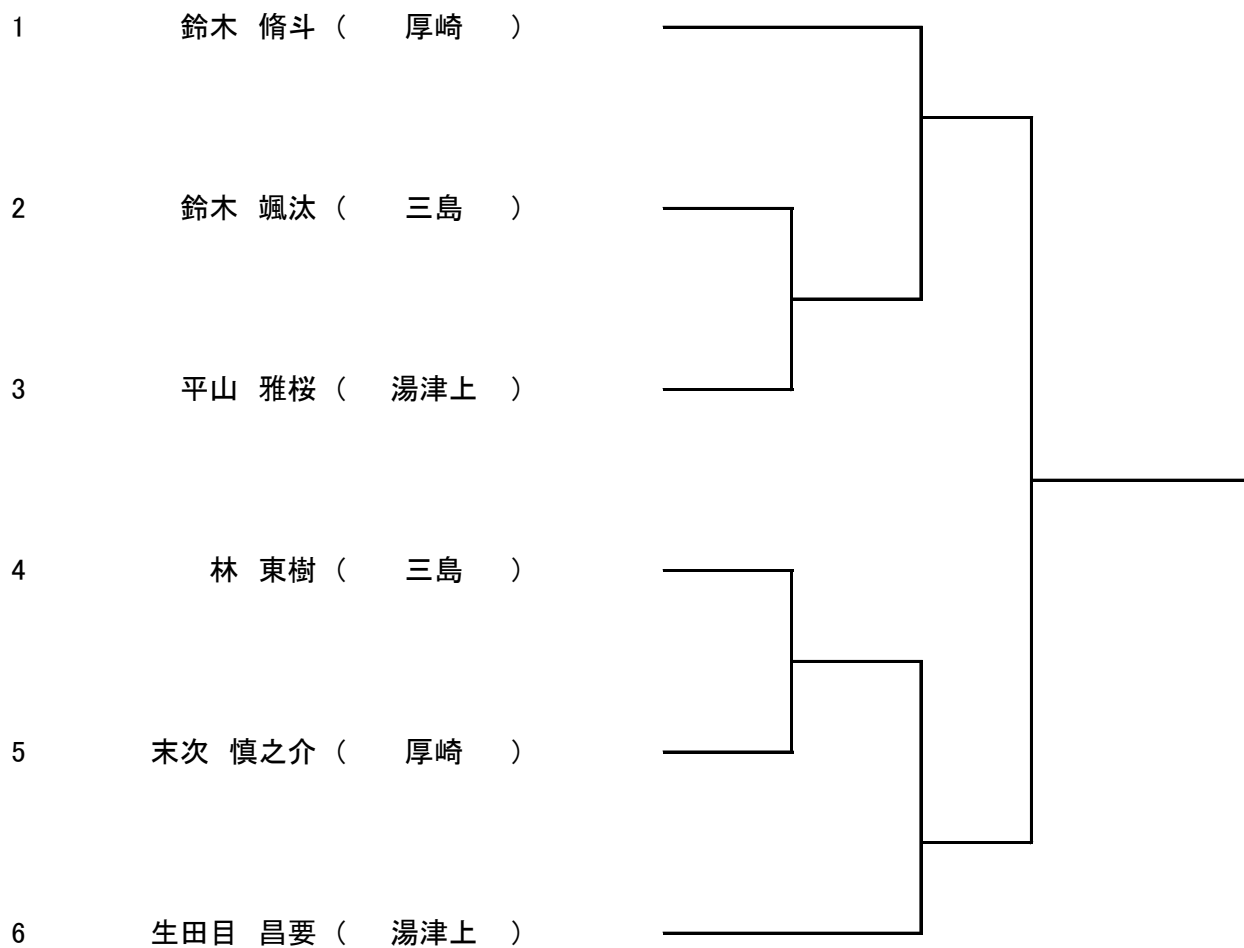 1 鈴木 脩斗 ( 厚崎 )
2 鈴木 颯汰 ( 三島 )
3 平山 雅桜 ( 湯津上 )
4 林 東樹 ( 三島 )
5 末次 慎之介 ( 厚崎 )
6 生田目 昌要 ( 湯津上 )